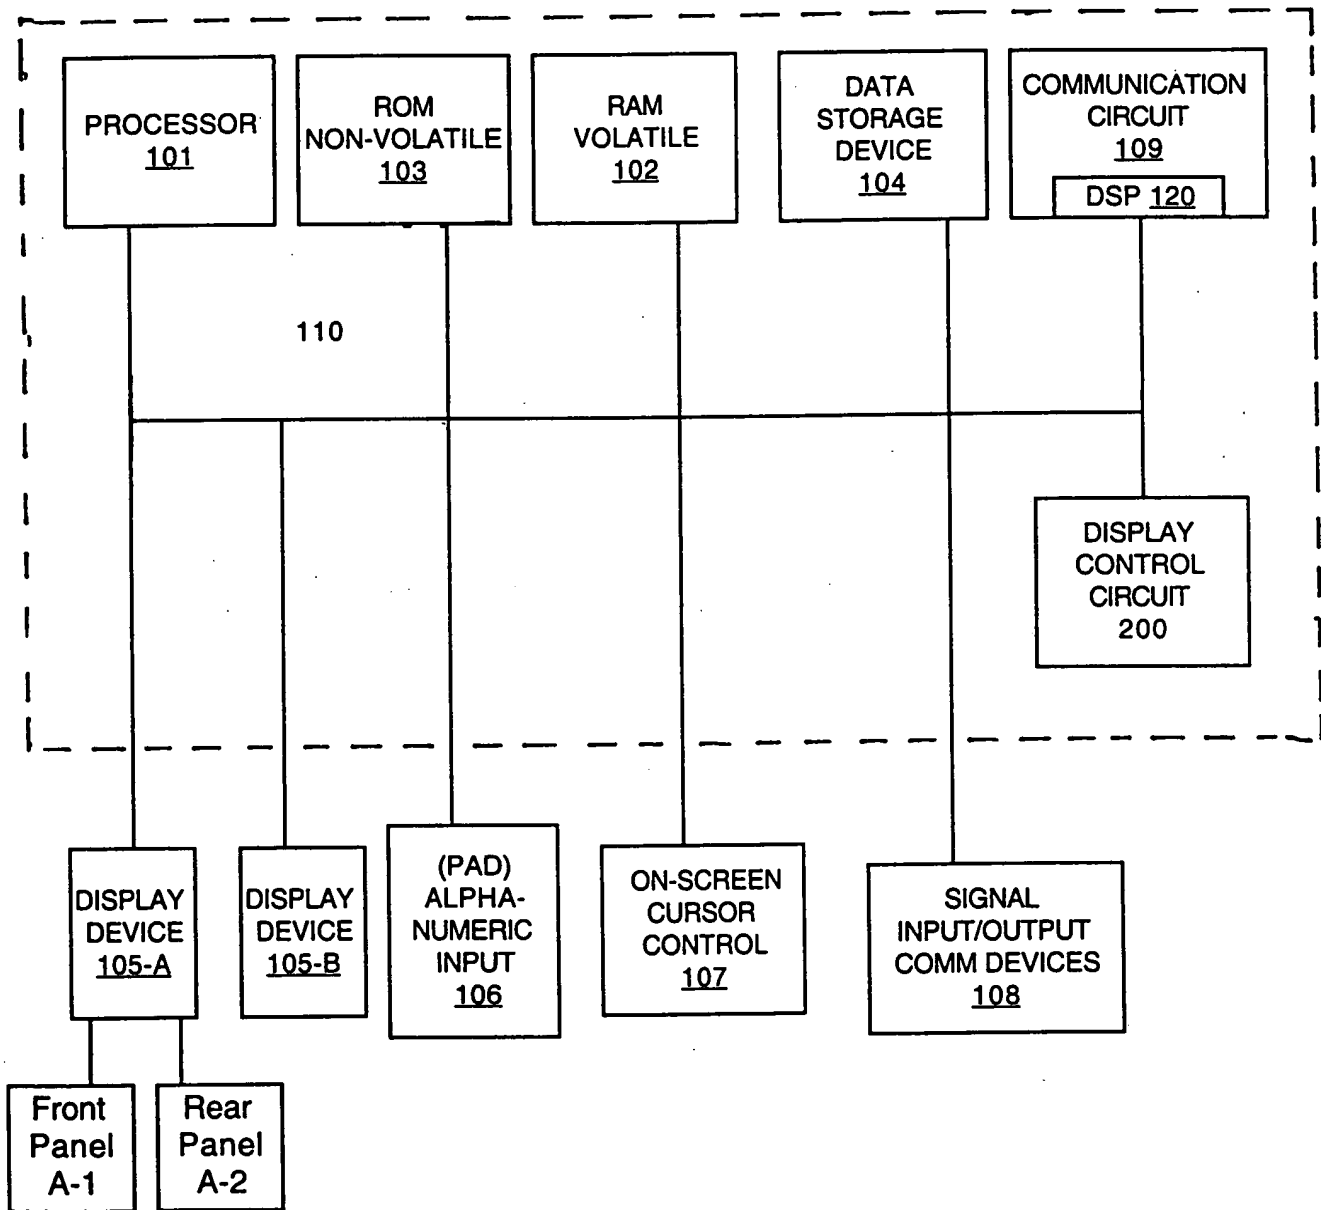 PROCESSOR
101
ROM
NON-VOLATILE
103
RAM
VOLATILE
102
DATA
STORAGE
DEVICE
104
COMMUNICATION
CIRCUIT
109
DSP 120
110
DISPLAY
CONTROL
CIRCUIT
200
DISPLAY
DEVICE
105-A
DISPLAY
DEVICE
105-B
(PAD)
ALPHA-
NUMERIC
INPUT
106
ON-SCREEN
CURSOR
CONTROL
107
SIGNAL
INPUT/OUTPUT
COMM DEVICES
108
Front
Panel
A-1
Rear
Panel
A-2